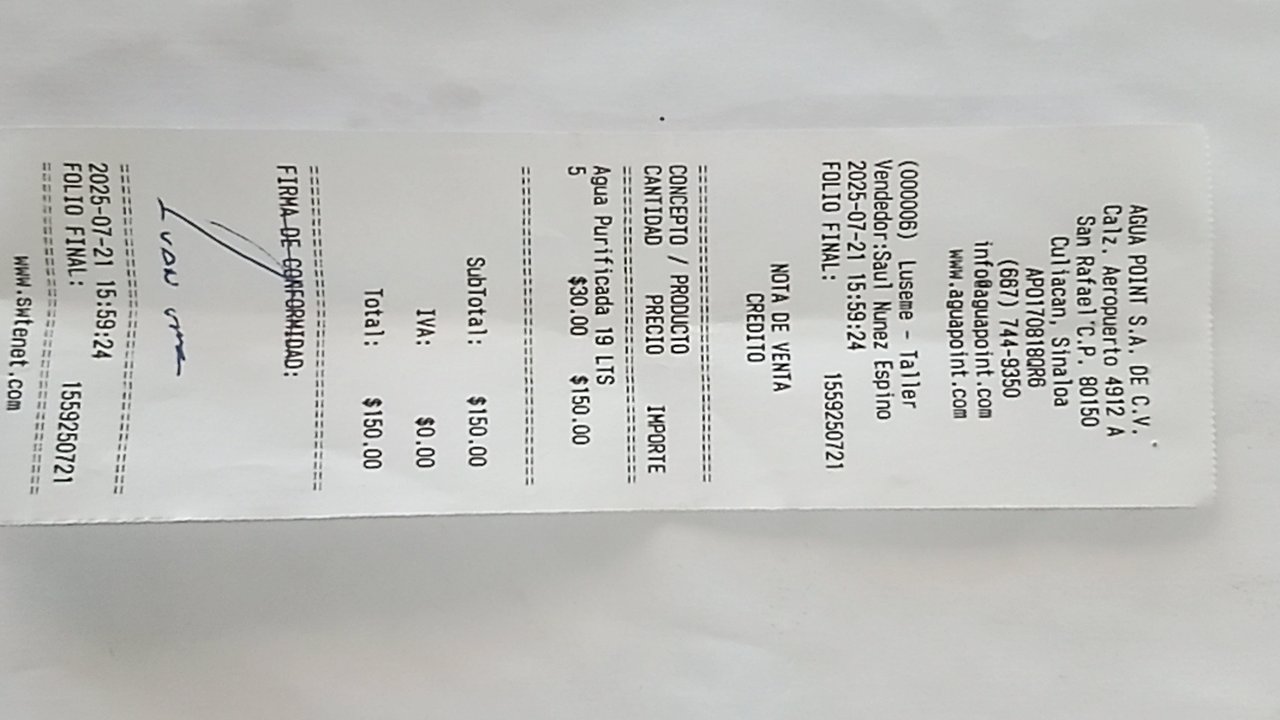 AGUA POINT S.A. DE C.V.
Calz. Aeropuerto 4912 A
San Rafael C.P. 80150
Culiacan, Sinaloa
APO170818QR6
(667) 744-9350
info@aguapoint.com
www.aguapoint.com
(000006) Luseme - Taller
Vendedor:Saul Nunez Espino
2025-07-21 15:59:24
FOLIO FINAL: 1559250721
NOTA DE VENTA
CREDITO
================================
CONCEPTO / PRODUCTO
CANTIDAD PRECIO IMPORTE
================================
Agua Purificada 19 LTS
5 $30.00 $150.00
================================
SubTotal: $150.00
IVA: $0.00
Total: $150.00
================================
FIRMA DE CONFORMIDAD:
Ivan
================================
2025-07-21 15:59:24
FOLIO FINAL: 1559250721
================================
www.swtenet.com